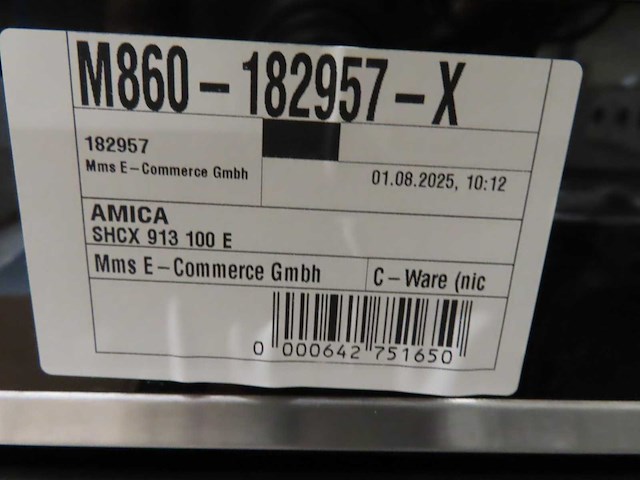 M860-182957-X
182957
Mms E-Commerce Gmbh
01.08.2025, 10:12
AMICA
SHCX 913 100 E
Mms E-Commerce Gmbh
C-Ware (nic
0 000642 751650